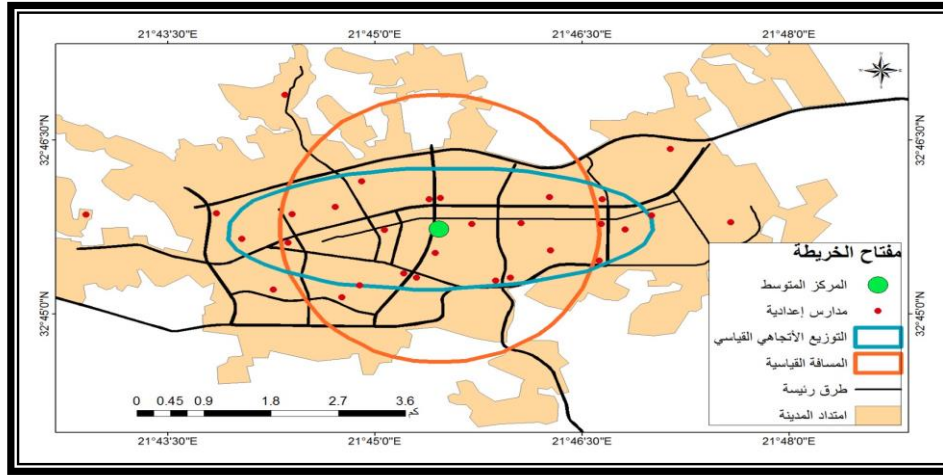 21°43'30"E 21°45'0"E 21°46'30"E 21°48'0"E
32°46'30"N 32°46'30"N
مفتاح الخريطة
المركز المتوسط
مدارس إعدادية
التوزيع الأتجاهي القياسي
المسافة القياسية
طرق رئيسة
امتداد المدينة
32°45'0"N 32°45'0"N
0 0.45 0.9 1.8 2.7 3.6
كم
21°43'30"E 21°45'0"E 21°46'30"E 21°48'0"E